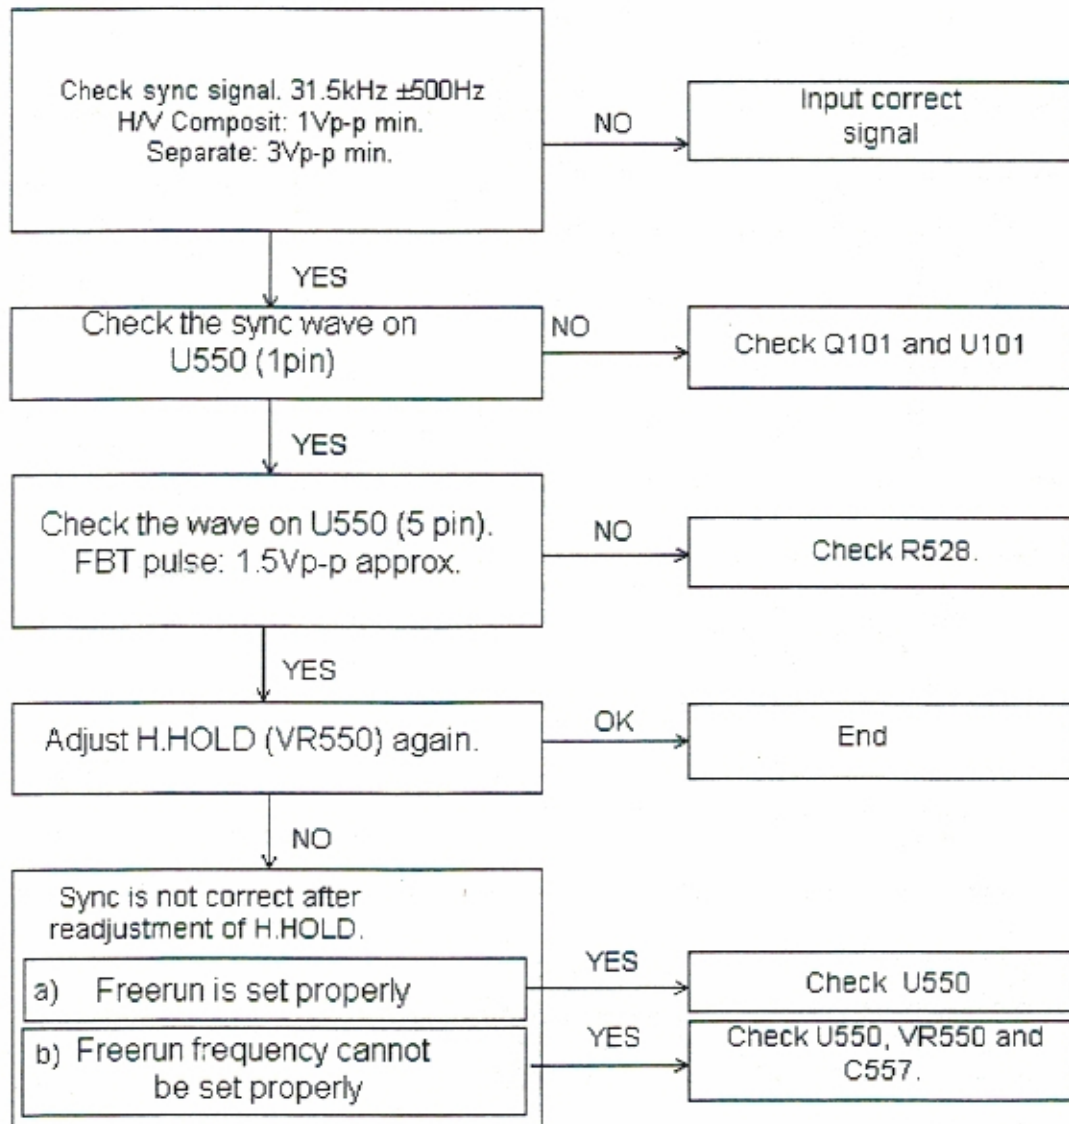 Check sync signal. 31.5kHz ±500Hz
H/V Composit: 1Vp-p min.
Separate: 3Vp-p min.
NO
Input correct
signal
YES
Check the sync wave on
U550 (1pin)
NO
Check Q101 and U101
YES
Check the wave on U550 (5 pin).
FBT pulse: 1.5Vp-p approx.
NO
Check R528.
YES
Adjust H.HOLD (VR550) again.
OK
End
NO
Sync is not correct after
readjustment of H.HOLD.
a) Freerun is set properly
YES
Check U550
b) Freerun frequency cannot
be set properly
YES
Check U550, VR550 and
C557.